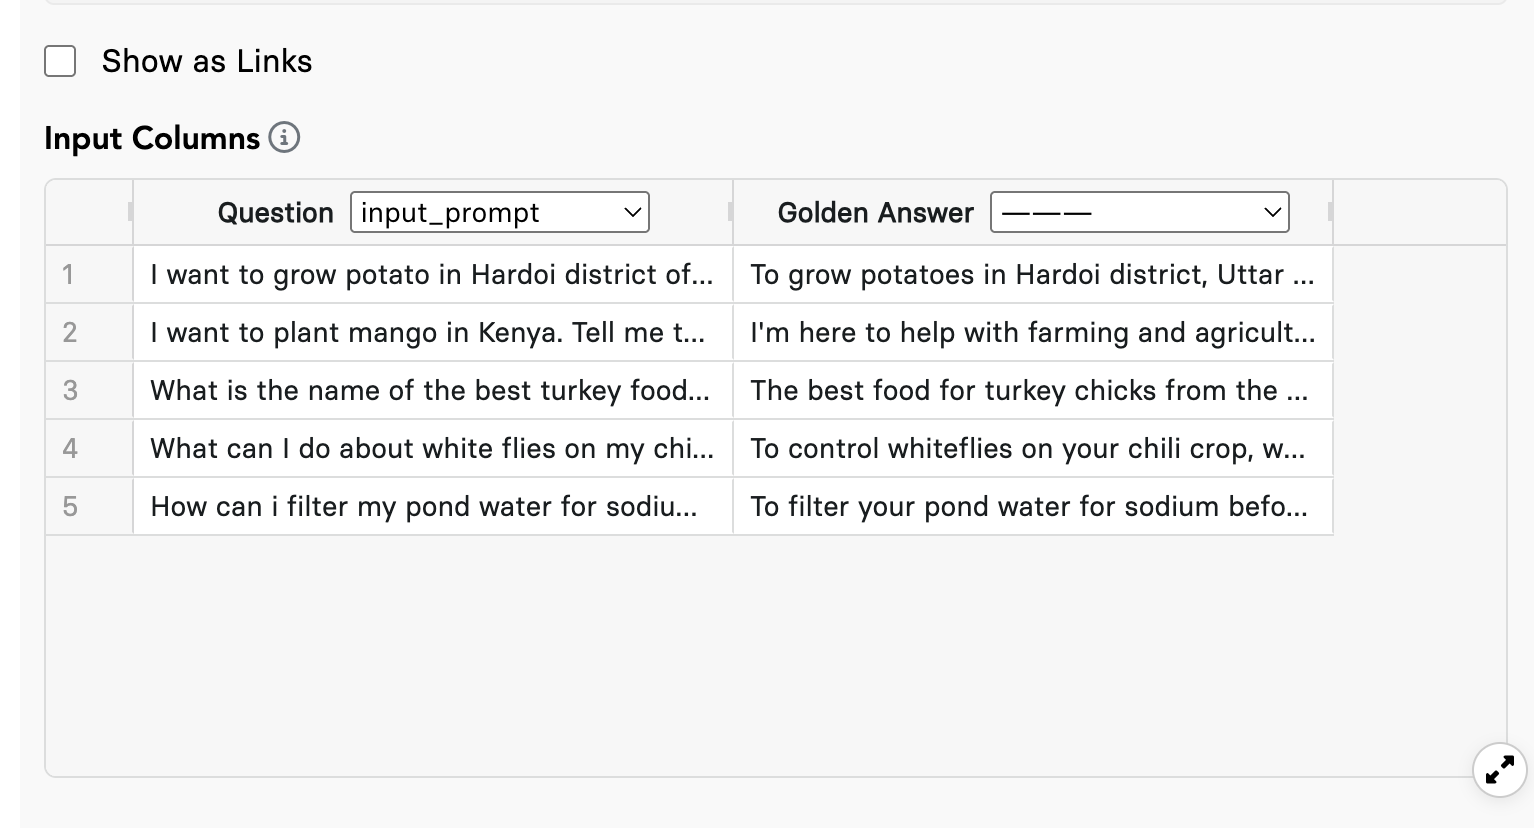 Show as Links
Input Columns
Question input_prompt Golden Answer ———
1 I want to grow potato in Hardoi district of... To grow potatoes in Hardoi district, Uttar ...
2 I want to plant mango in Kenya. Tell me t... I'm here to help with farming and agricult...
3 What is the name of the best turkey food... The best food for turkey chicks from the ...
4 What can I do about white flies on my chi... To control whiteflies on your chili crop, w...
5 How can i filter my pond water for sodiu... To filter your pond water for sodium befo...